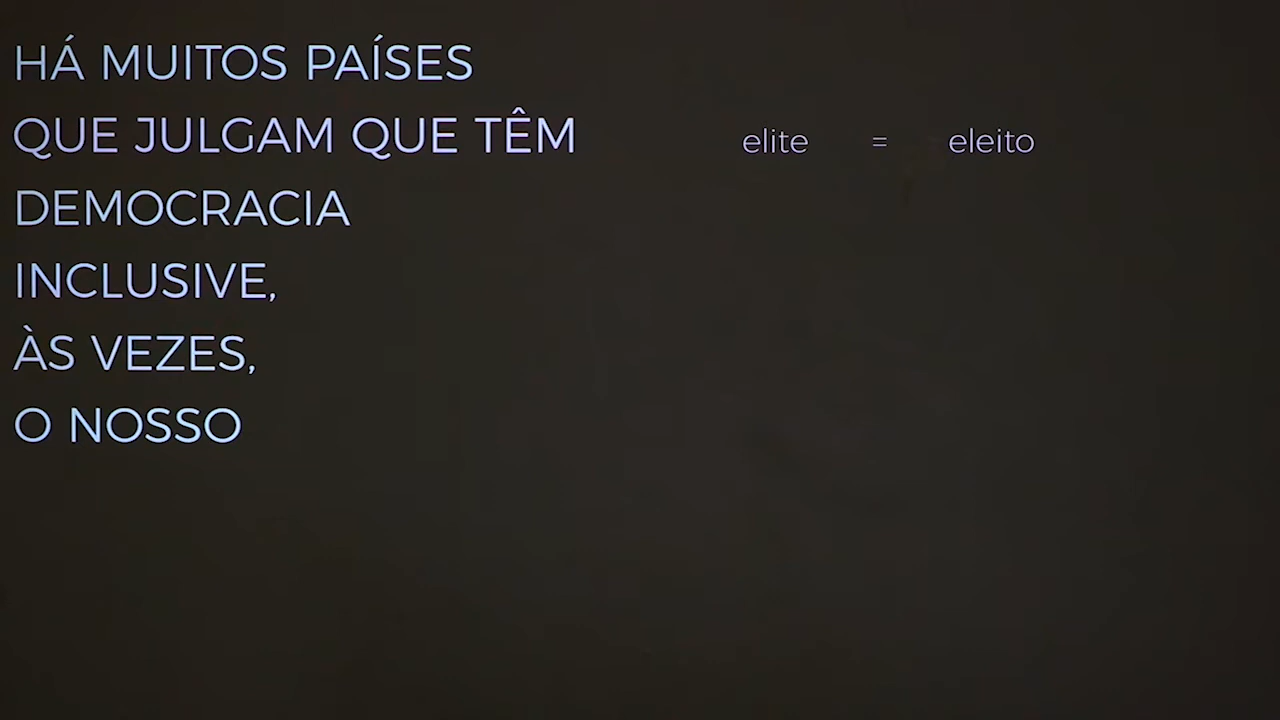 HÁ MUITOS PAÍSES
QUE JULGAM QUE TÊM
DEMOCRACIA
INCLUSIVE,
ÀS VEZES,
O NOSSO
elite = eleito